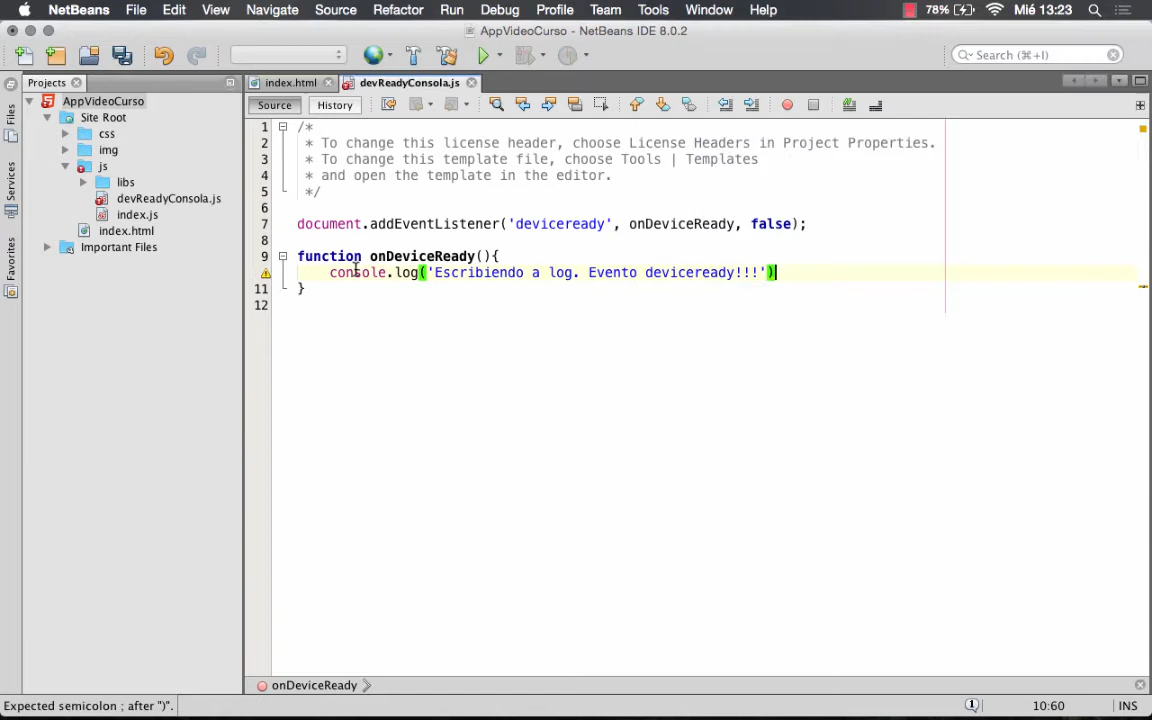 NetBeans File Edit View Navigate Source Refactor Run Debug Profile Team Tools Window Help 78% Mié 13:23
AppVideoCurso - NetBeans IDE 8.0.2
Search (⌘+I)
Projects
index.html devReadyConsola.js
Files
Services
Favorites
AppVideoCurso
Site Root
css
img
js
libs
devReadyConsola.js
index.js
index.html
Important Files
Source History
1 /*
2 * To change this license header, choose License Headers in Project Properties.
3 * To change this template file, choose Tools | Templates
4 * and open the template in the editor.
5 */
6
7 document.addEventListener('deviceready', onDeviceReady, false);
8
9 function onDeviceReady(){
console.log('Escribiendo a log. Evento deviceready!!!')
11 }
12
onDeviceReady
Expected semicolon ; after ")". 1 10:60 INS